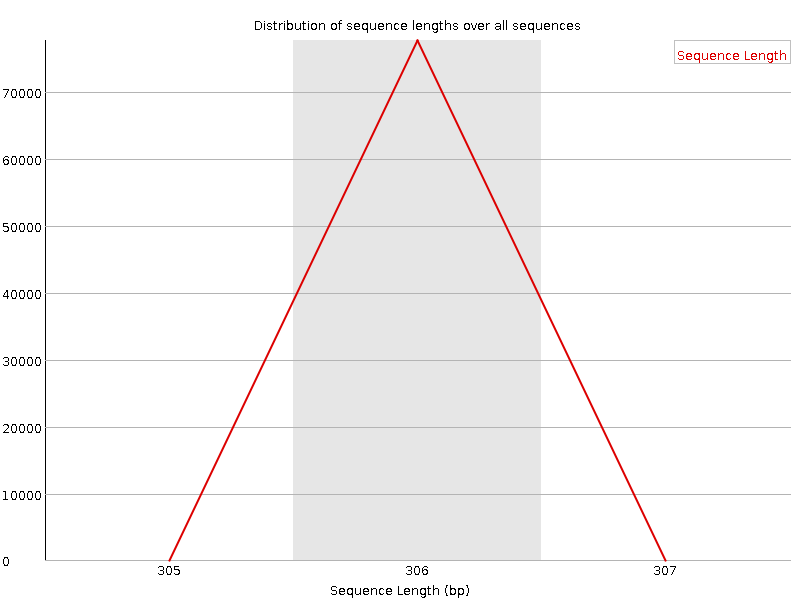 Distribution of sequence lengths over all sequences
Sequence Length
70000
60000
50000
40000
30000
20000
10000
0
305 306 307
Sequence Length (bp)